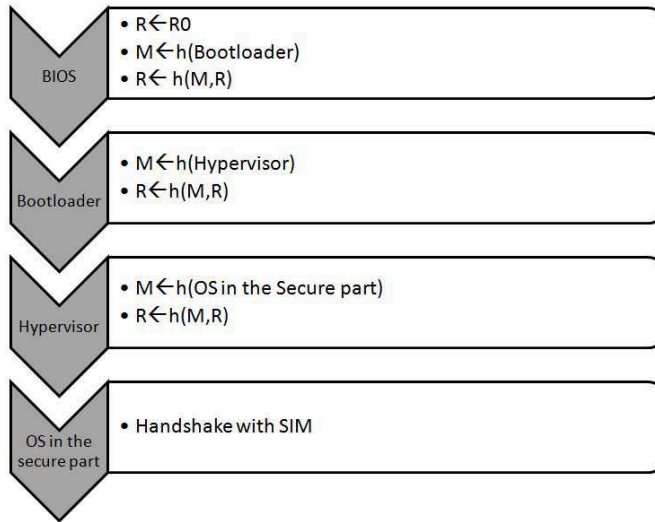 BIOS
• R←R0
• M←h(Bootloader)
• R← h(M,R)
Bootloader
• M←h(Hypervisor)
• R←h(M,R)
Hypervisor
• M←h(OS in the Secure part)
• R←h(M,R)
OS in the
secure part
• Handshake with SIM